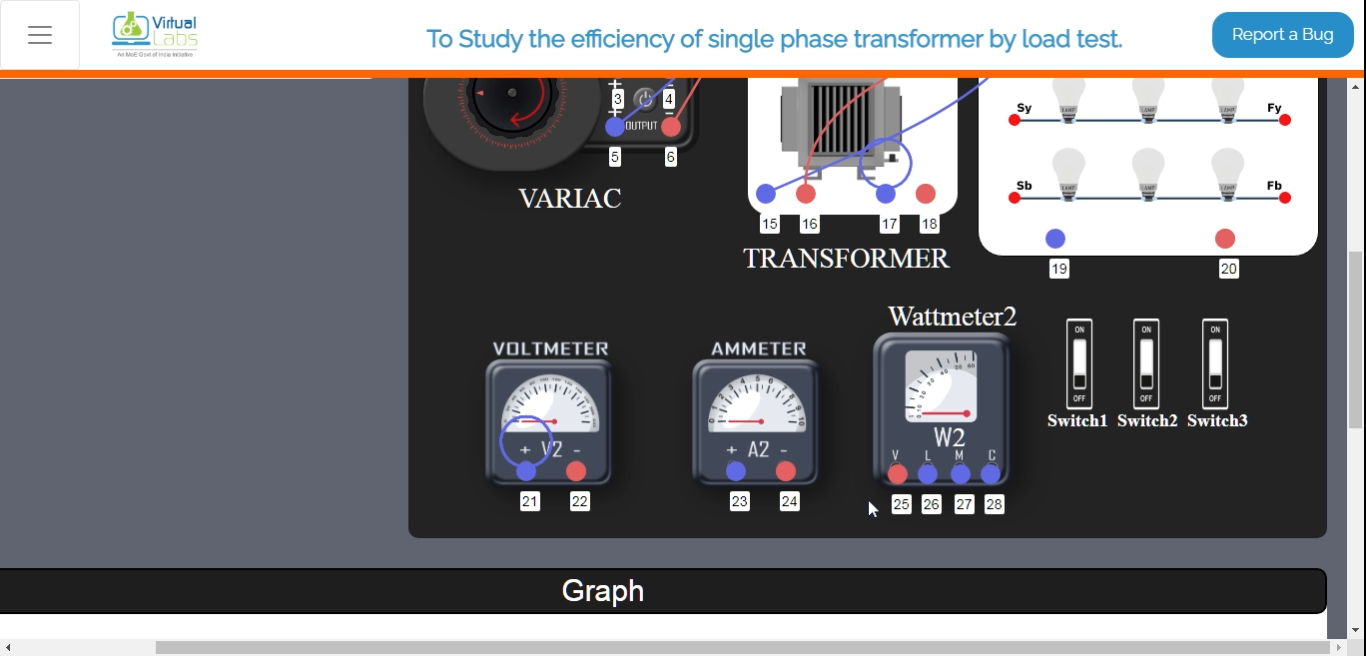 Virtual
Labs
An MoE Govt of India Initiative
To Study the efficiency of single phase transformer by load test.
Report a Bug
3
4
+
OUTPUT
-
5
6
VARIAC
15
16
17
18
TRANSFORMER
Sy
Fy
Sb
Fb
LAMP
LAMP
LAMP
19
20
VOLTMETER
+ V2 -
21
22
AMMETER
+ A2 -
23
24
Wattmeter2
W2
V L M C
25
26
27
28
ON
ON
ON
OFF
OFF
OFF
Switch1
Switch2
Switch3
Graph